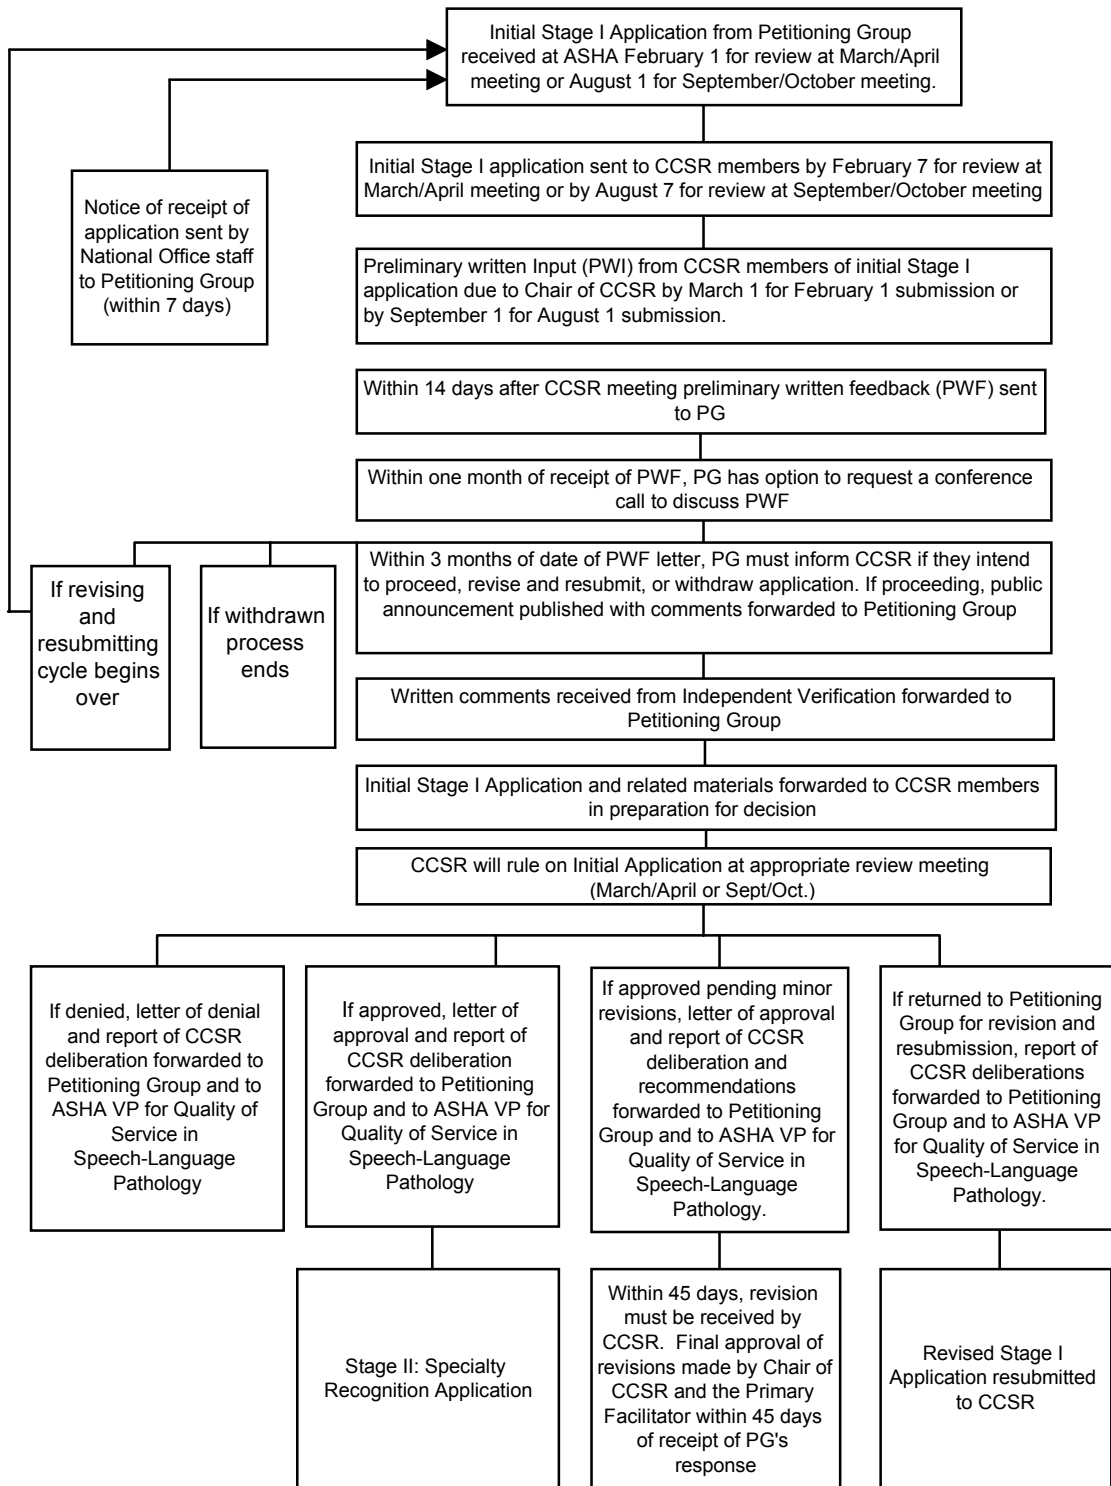 Initial Stage I Application from Petitioning Group
received at ASHA February 1 for review at March/April
meeting or August 1 for September/October meeting.
Initial Stage I application sent to CCSR members by February 7 for review at
March/April meeting or by August 7 for review at September/October meeting
Notice of receipt of
application sent by
National Office staff
to Petitioning Group
(within 7 days)
Preliminary written Input (PWI) from CCSR members of initial Stage I
application due to Chair of CCSR by March 1 for February 1 submission or
by September 1 for August 1 submission.
Within 14 days after CCSR meeting preliminary written feedback (PWF) sent
to PG
Within one month of receipt of PWF, PG has option to request a conference
call to discuss PWF
Within 3 months of date of PWF letter, PG must inform CCSR if they intend
to proceed, revise and resubmit, or withdraw application. If proceeding, public
announcement published with comments forwarded to Petitioning Group
If revising
and
resubmitting
cycle begins
over
If withdrawn
process
ends
Written comments received from Independent Verification forwarded to
Petitioning Group
Initial Stage I Application and related materials forwarded to CCSR members
in preparation for decision
CCSR will rule on Initial Application at appropriate review meeting
(March/April or Sept/Oct.)
If denied, letter of denial
and report of CCSR
deliberation forwarded to
Petitioning Group and to
ASHA VP for Quality of
Service in
Speech-Language
Pathology
If approved, letter of
approval and report of
CCSR deliberation
forwarded to Petitioning
Group and to ASHA VP for
Quality of Service in
Speech-Language
Pathology
If approved pending minor
revisions, letter of approval
and report of CCSR
deliberation and
recommendations
forwarded to Petitioning
Group and to ASHA VP for
Quality of Service in
Speech-Language
Pathology.
If returned to Petitioning
Group for revision and
resubmission, report of
CCSR deliberations
forwarded to Petitioning
Group and to ASHA VP
for Quality of Service in
Speech-Language
Pathology.
Stage II: Specialty
Recognition Application
Within 45 days, revision
must be received by
CCSR. Final approval of
revisions made by Chair of
CCSR and the Primary
Facilitator within 45 days
of receipt of PG's
response
Revised Stage I
Application resubmitted
to CCSR